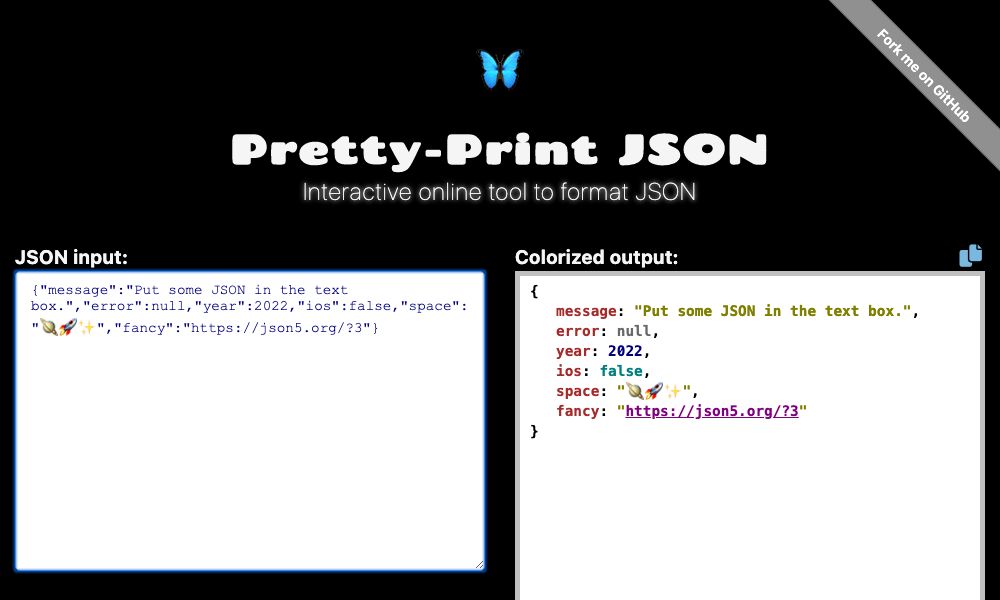 Fork me on GitHub
🦋
Pretty-Print JSON
Interactive online tool to format JSON
JSON input:
{"message":"Put some JSON in the text
box.","error":null,"year":2022,"ios":false,"space":
"🪐🚀✨","fancy":"https://json5.org/?3"}
Colorized output:
{
message: "Put some JSON in the text box.",
error: null,
year: 2022,
ios: false,
space: "🪐🚀✨",
fancy: "https://json5.org/?3"
}